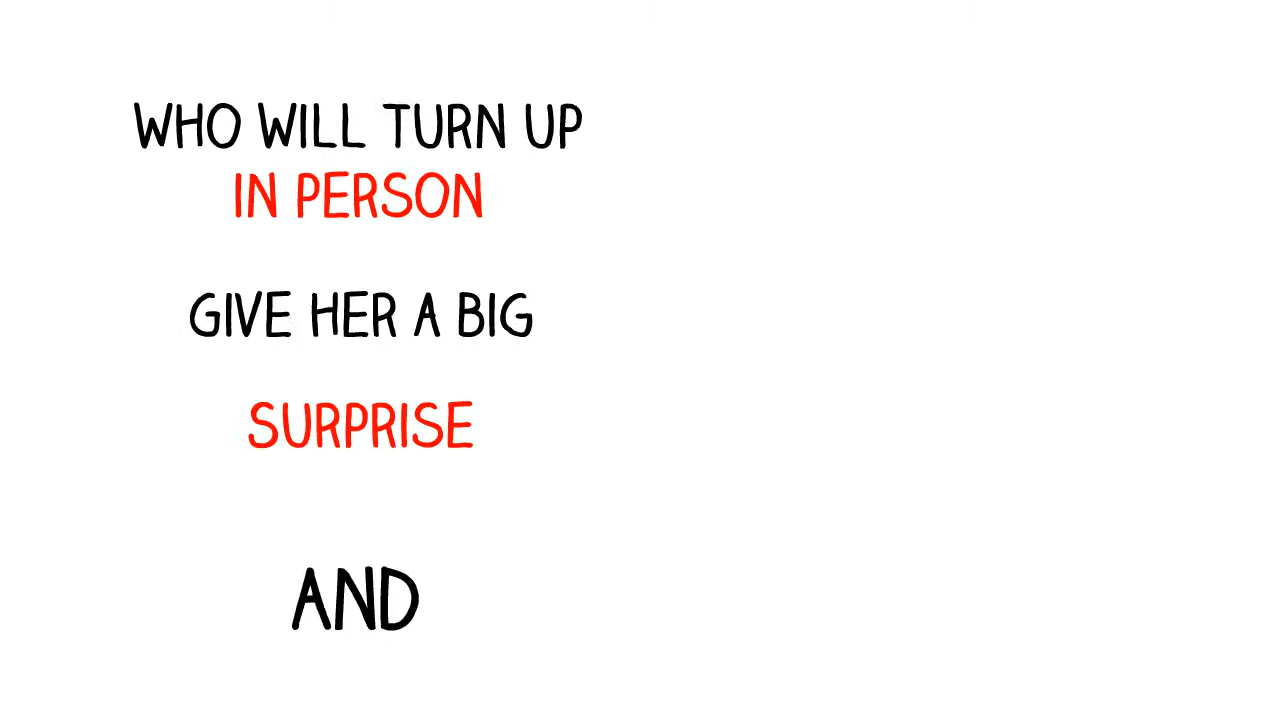 WHO WILL TURN UP
IN PERSON
GIVE HER A BIG
SURPRISE
AND